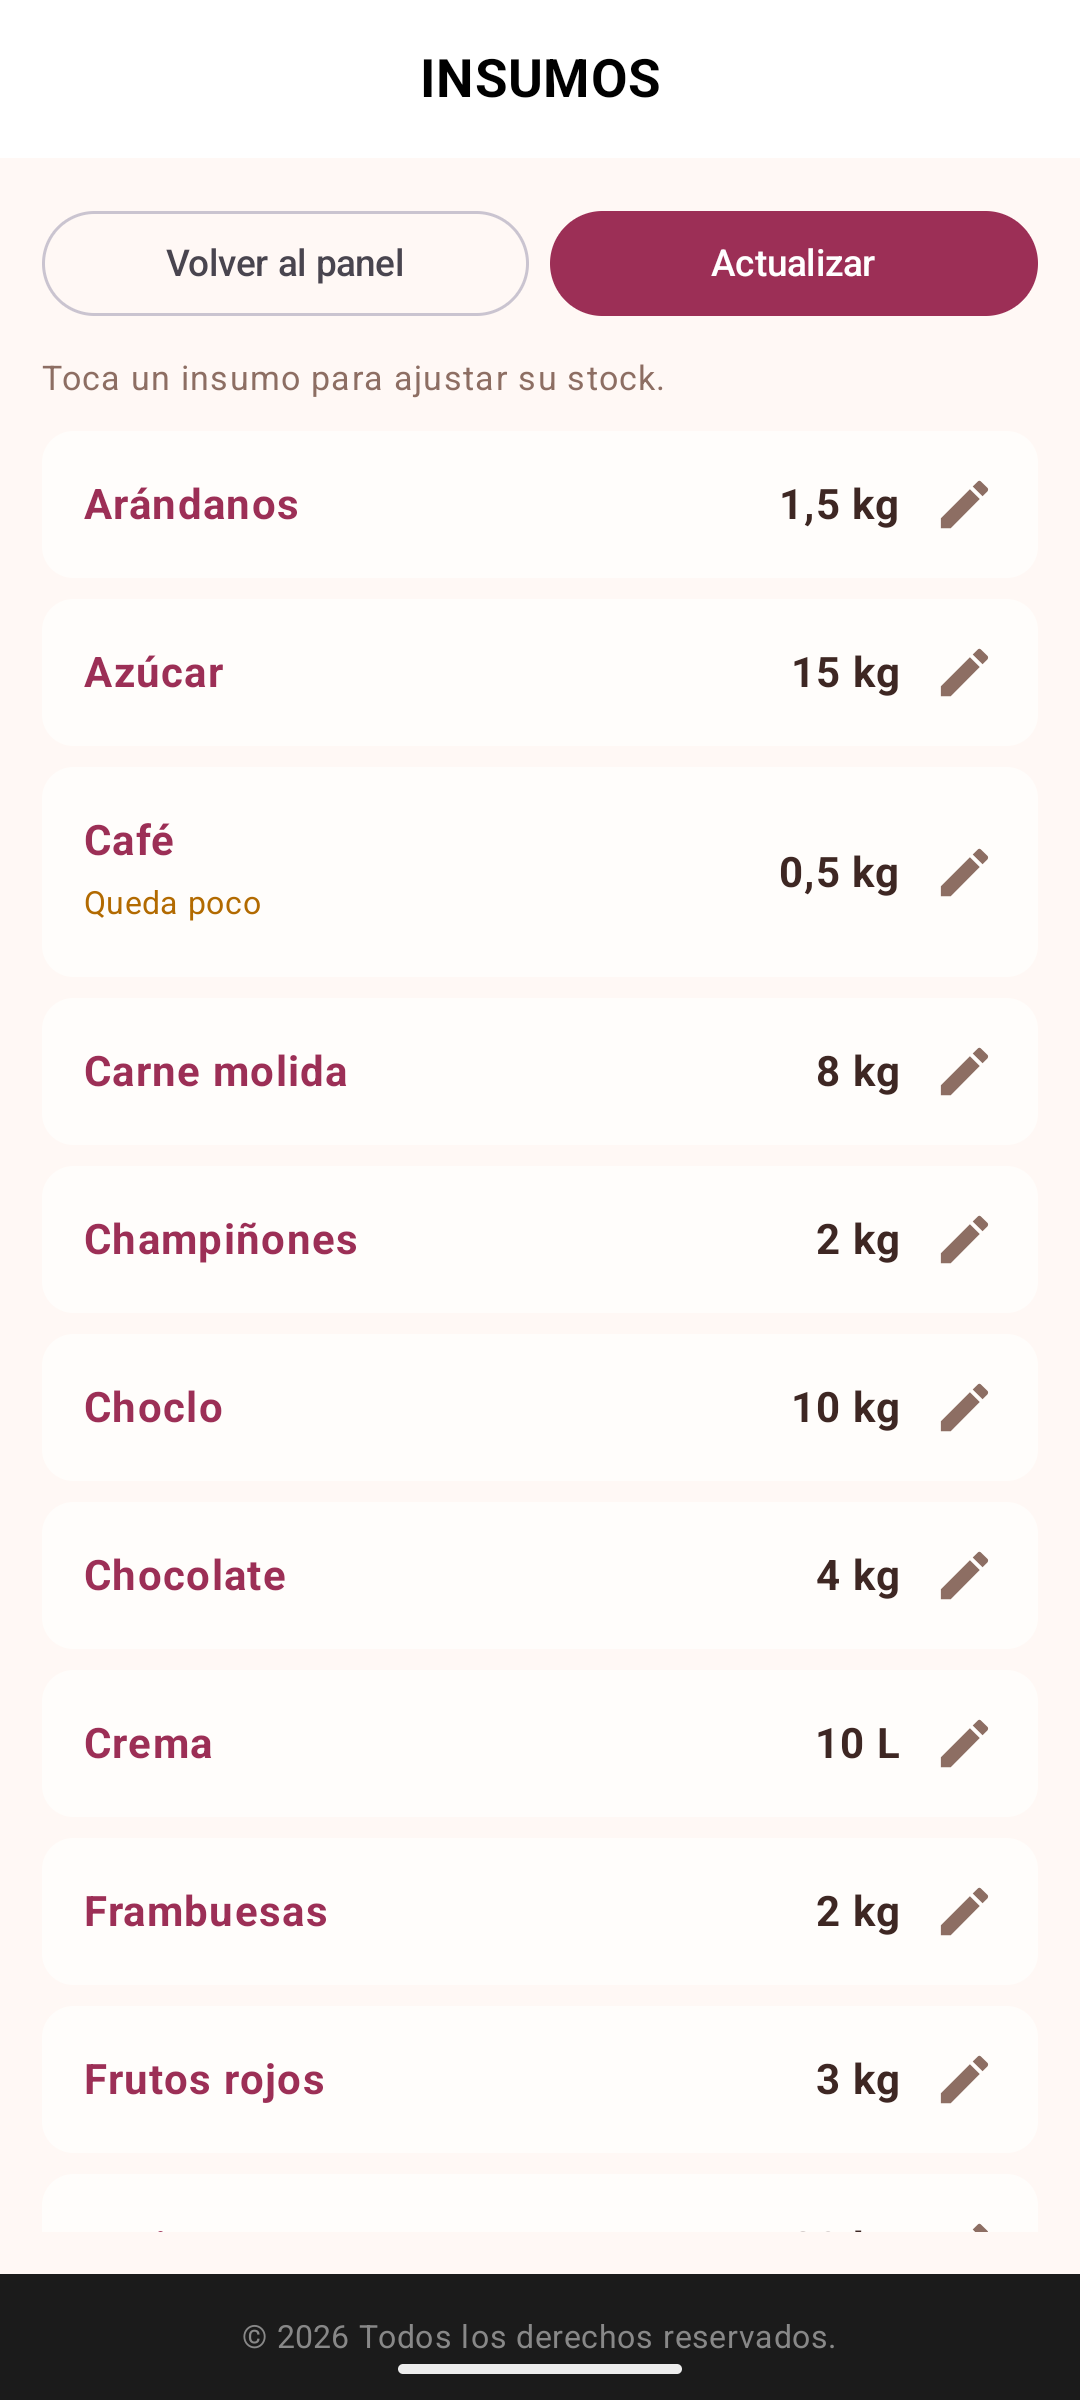 INSUMOS
Volver al panel
Actualizar
Toca un insumo para ajustar su stock.
Arándanos
1,5 kg
Azúcar
15 kg
Café
Queda poco
0,5 kg
Carne molida
8 kg
Champiñones
2 kg
Choclo
10 kg
Chocolate
4 kg
Crema
10 L
Frambuesas
2 kg
Frutos rojos
3 kg
© 2026 Todos los derechos reservados.